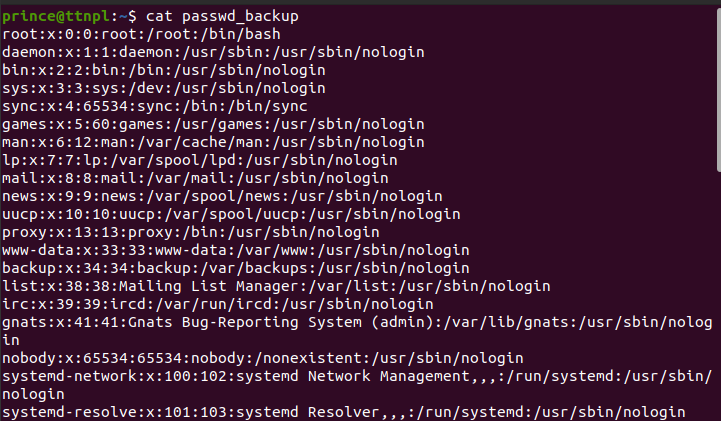 prince@ttnpl:~$ cat passwd_backup
root:x:0:0:root:/root:/bin/bash
daemon:x:1:1:daemon:/usr/sbin:/usr/sbin/nologin
bin:x:2:2:bin:/bin:/usr/sbin/nologin
sys:x:3:3:sys:/dev:/usr/sbin/nologin
sync:x:4:65534:sync:/bin:/bin/sync
games:x:5:60:games:/usr/games:/usr/sbin/nologin
man:x:6:12:man:/var/cache/man:/usr/sbin/nologin
lp:x:7:7:lp:/var/spool/lpd:/usr/sbin/nologin
mail:x:8:8:mail:/var/mail:/usr/sbin/nologin
news:x:9:9:news:/var/spool/news:/usr/sbin/nologin
uucp:x:10:10:uucp:/var/spool/uucp:/usr/sbin/nologin
proxy:x:13:13:proxy:/bin:/usr/sbin/nologin
www-data:x:33:33:www-data:/var/www:/usr/sbin/nologin
backup:x:34:34:backup:/var/backups:/usr/sbin/nologin
list:x:38:38:Mailing List Manager:/var/list:/usr/sbin/nologin
irc:x:39:39:ircd:/var/run/ircd:/usr/sbin/nologin
gnats:x:41:41:Gnats Bug-Reporting System (admin):/var/lib/gnats:/usr/sbin/nolog
in
nobody:x:65534:65534:nobody:/nonexistent:/usr/sbin/nologin
systemd-network:x:100:102:systemd Network Management,,,:/run/systemd:/usr/sbin/
nologin
systemd-resolve:x:101:103:systemd Resolver,,,:/run/systemd:/usr/sbin/nologin